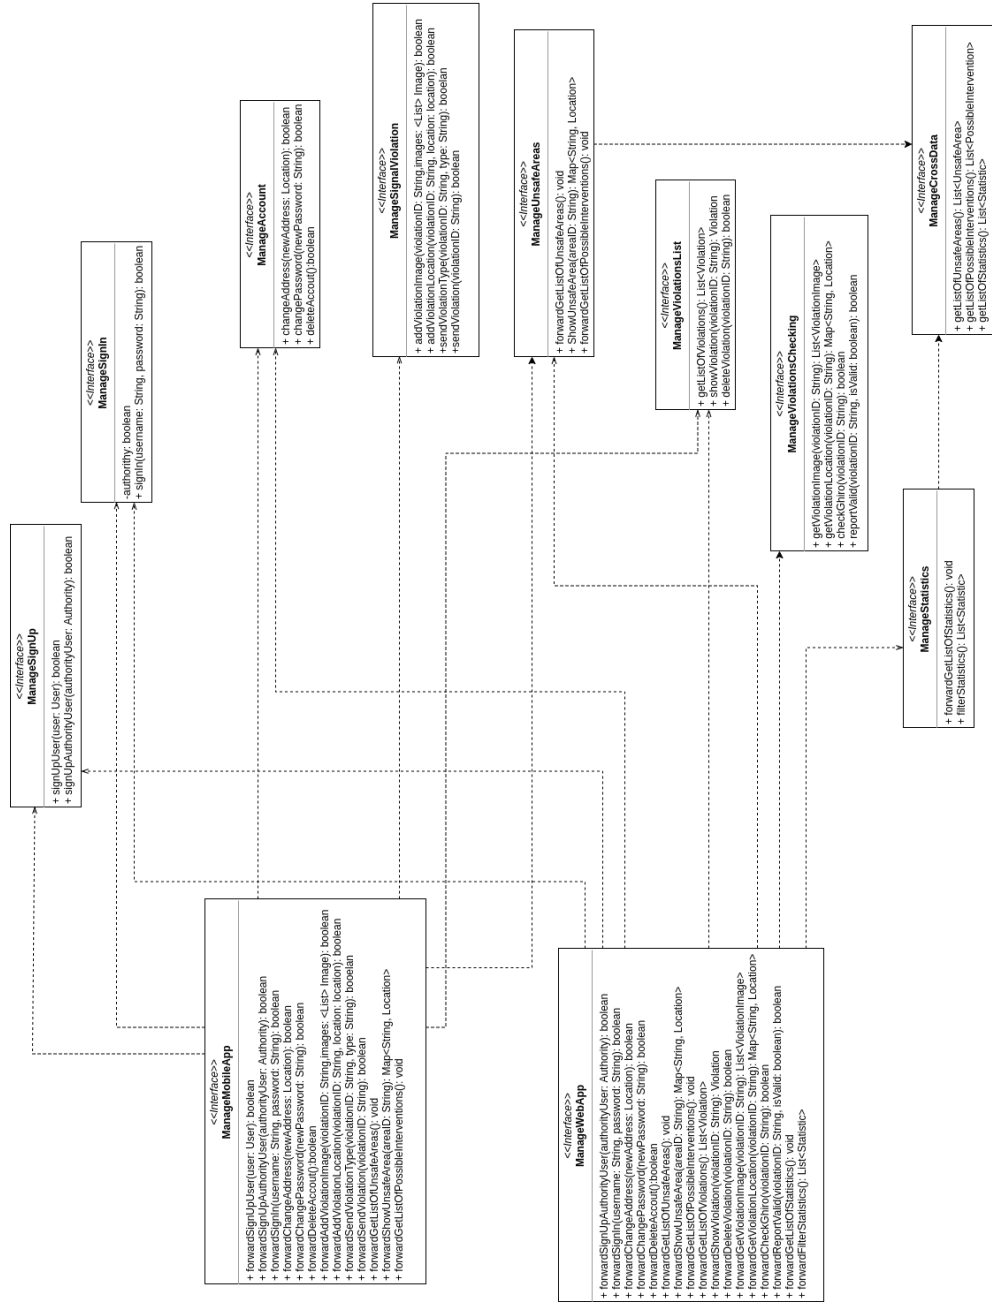 <<Interface>>
ManageSignUp
+ signUpUser(user: User): boolean
+ signUpAuthorityUser(authorityUser: Authority): boolean
<<Interface>>
ManageSignIn
-authorithy: boolean
+ signIn(username: String, password: String): boolean
<<Interface>>
ManageAccount
+ changeAddress(newAddress: Location): boolean
+ changePassword(newPassword: String): boolean
+ deleteAccout():boolean
<<Interface>>
ManageSignalViolation
+ addViolationImage(violationID: String,images: <List> Image): boolean
+ addViolationLocation(violationID: String, location: location): boolean
+sendViolationType(violationID: String, type: String): booelan
+sendViolation(violationID: String): boolean
<<Interface>>
ManageUnsafeAreas
+ forwardGetListOfUnsafeAreas(): void
+ ShowUnsafeArea(areaID: String): Map<String, Location>
+ forwardGetListOfPossibleInterventions(): void
<<Interface>>
ManageViolationsList
+ getListOfViolations(): List<Violation>
+ showViolation(violationID: String): Violation
+ deleteViolation(violationID: String): boolean
<<Interface>>
ManageViolationsChecking
+ getViolationImage(violationID: String): List<ViolationImage>
+ getViolationLocation(violationID: String): Map<String, Location>
+ checkGhiro(violationID: String): boolean
+ reportValid(violationID: String, isValid: boolean): boolean
<<Interface>>
ManageCrossData
+ getListOfUnsafeAreas(): List<UnsafeArea>
+ getListOfPossibleInterventions(): List<PossibleIntervention>
+ getListOfStatistics(): List<Statistic>
<<Interface>>
ManageStatistics
+ forwardGetListOfStatistics(): void
+ filterStatistics(): List<Statistic>
<<Interface>>
ManageMobileApp
+ forwardSignUpUser(user: User): boolean
+ forwardSignUpAuthorityUser(authorityUser: Authority): boolean
+ forwardSignIn(username: String, password: String): boolean
+ forwardChangeAddress(newAddress: Location): boolean
+ forwardChangePassword(newPassword: String): boolean
+ forwardDeleteAccout():boolean
+ forwardAddViolationImage(violationID: String,images: <List> Image): boolean
+ forwardAddViolationLocation(violationID: String, location: location): boolean
+ forwardSendViolationType(violationID: String, type: String): booelan
+ forwardSendViolation(violationID: String): boolean
+ forwardGetListOfUnsafeAreas(): void
+ forwardShowUnsafeArea(areaID: String): Map<String, Location>
+ forwardGetListOfPossibleInterventions(): void
<<Interface>>
ManageWebApp
+ forwardSignUpAuthorityUser(authorityUser: Authority): boolean
+ forwardSignIn(username: String, password: String): boolean
+ forwardChangeAddress(newAddress: Location): boolean
+ forwardChangePassword(newPassword: String): boolean
+ forwardDeleteAccout():boolean
+ forwardGetListOfUnsafeAreas(): void
+ forwardShowUnsafeArea(areaID: String): Map<String, Location>
+ forwardGetListOfPossibleInterventions(): void
+ forwardGetListOfViolations(): List<Violation>
+ forwardShowViolation(violationID: String): Violation
+ forwardDeleteViolation(violationID: String): boolean
+ forwardGetViolationImage(violationID: String): List<ViolationImage>
+ forwardGetViolationLocation(violationID: String): Map<String, Location>
+ forwardCheckGhiro(violationID: String): boolean
+ forwardReportValid(violationID: String, isValid: boolean): boolean
+ forwardGetListOfStatistics(): void
+ forwardFilterStatistics(): List<Statistic>